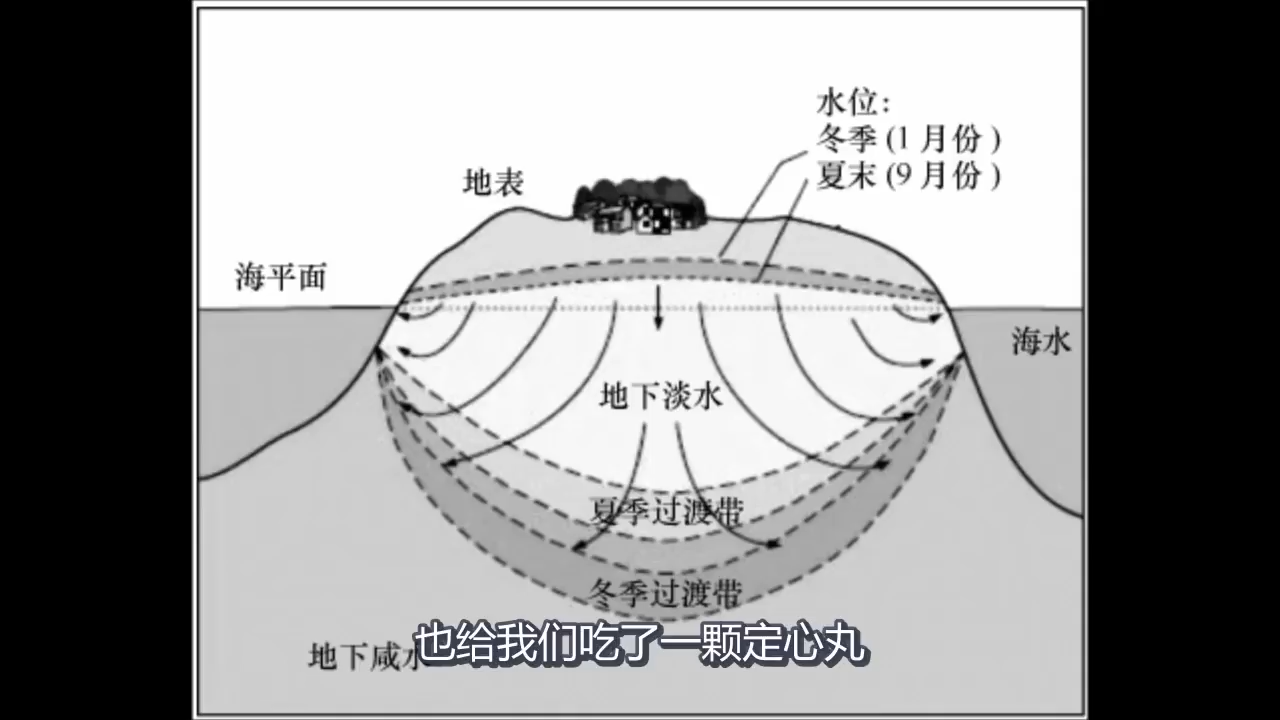 水位：
冬季 (1 月份 )
夏末 (9 月份 )
地表
海平面
海水
地下淡水
夏季过渡带
冬季过渡带
地下咸水
也给我们吃了一颗定心丸